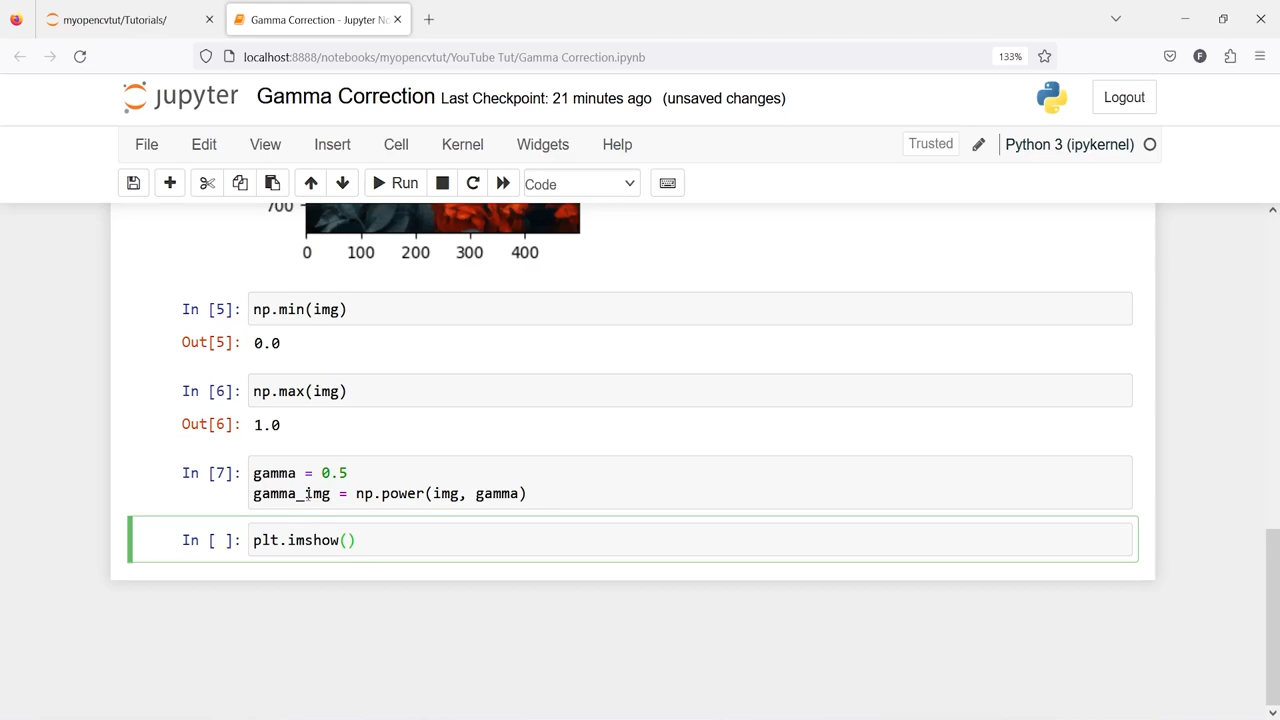 myopencvtut/Tutorials/
Gamma Correction - Jupyter No
localhost:8888/notebooks/myopencvtut/YouTube Tut/Gamma Correction.ipynb
133%
F
jupyter Gamma Correction Last Checkpoint: 21 minutes ago (unsaved changes)
Logout
File Edit View Insert Cell Kernel Widgets Help
Trusted
Python 3 (ipykernel)
Run
Code
700
0 100 200 300 400
In [5]: np.min(img)
Out[5]: 0.0
In [6]: np.max(img)
Out[6]: 1.0
In [7]: gamma = 0.5
gamma_img = np.power(img, gamma)
In [ ]: plt.imshow()